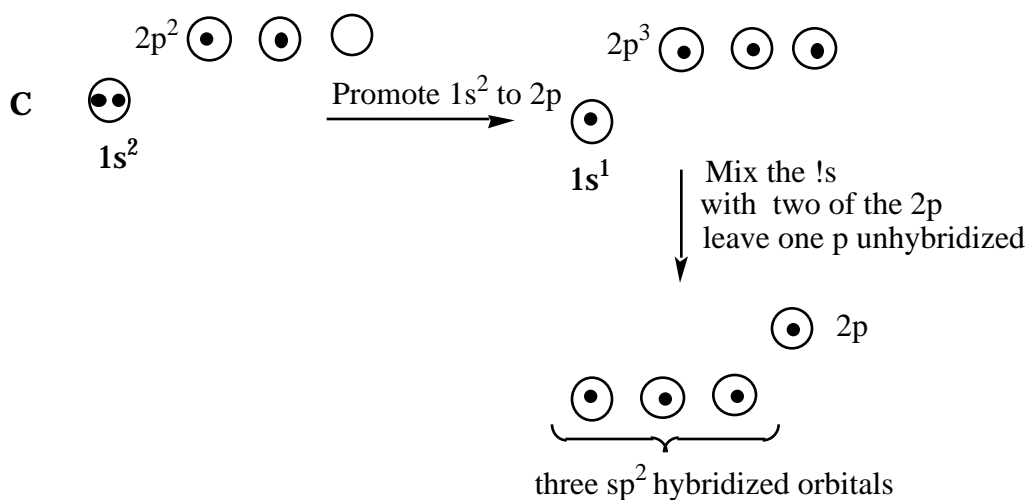 2p² 2p³
Promote 1s² to 2p
C
1s² 1s¹
Mix the !s
with two of the 2p
leave one p unhybridized
2p
three sp² hybridized orbitals